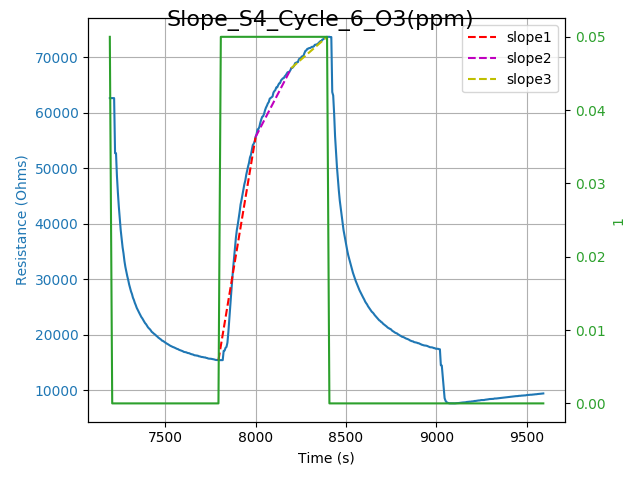 Slope_S4_Cycle_6_O3(ppm)
slope1
slope2
slope3
70000
60000
50000
40000
30000
20000
10000
Resistance (Ohms)
0.05
0.04
0.03
0.02
0.01
0.00
1
7500 8000 8500 9000 9500
Time (s)